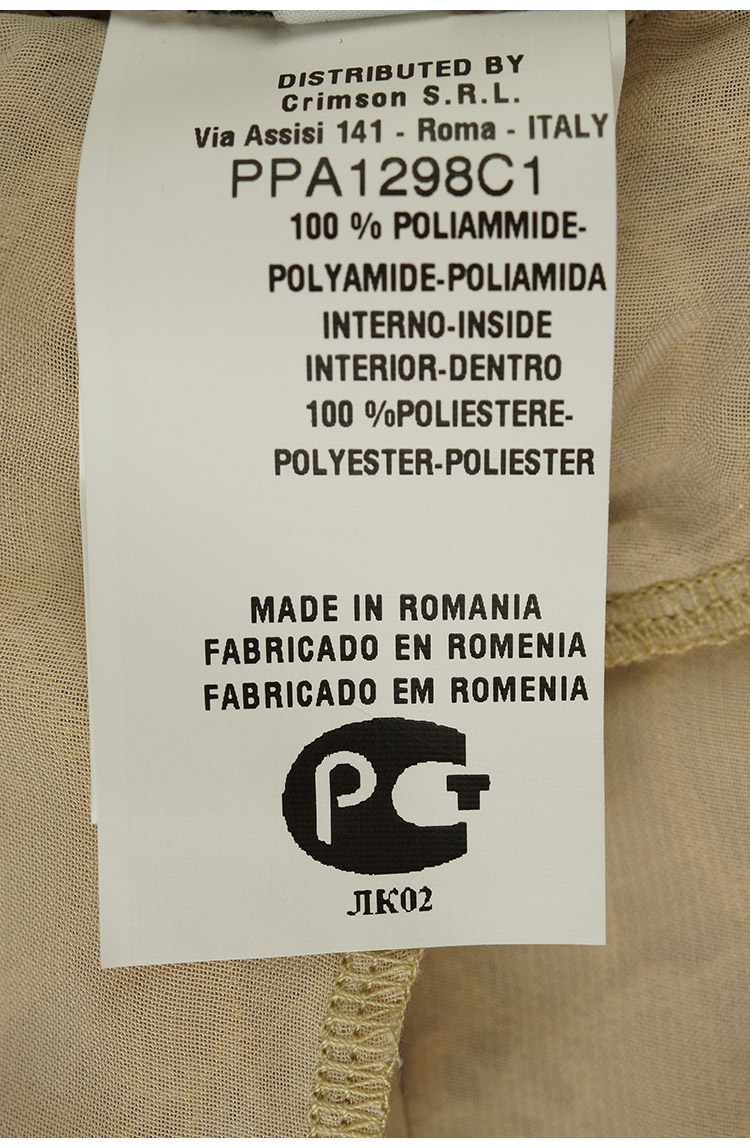 DISTRIBUTED BY
Crimson S.R.L.
Via Assisi 141 - Roma - ITALY
PPA1298C1
100 % POLIAMMIDE-
POLYAMIDE-POLIAMIDA
INTERNO-INSIDE
INTERIOR-DENTRO
100 %POLIESTERE-
POLYESTER-POLIESTER
MADE IN ROMANIA
FABRICADO EN ROMENIA
FABRICADO EM ROMENIA
РСТ
ЛК02